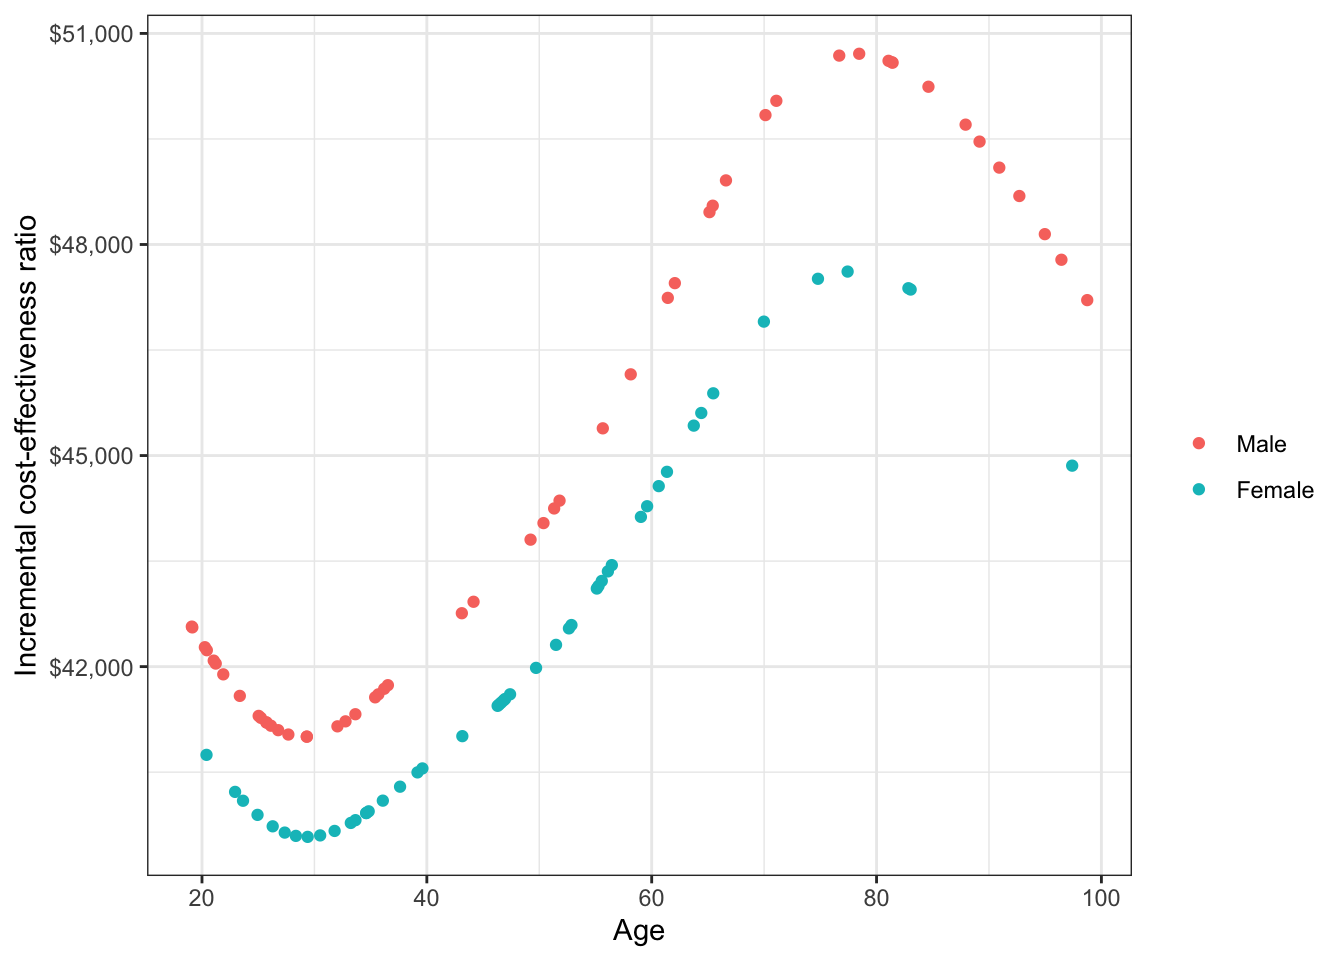 $51,000
$48,000
$45,000
$42,000
Incremental cost-effectiveness ratio
20 40 60 80 100
Age
Male
Female